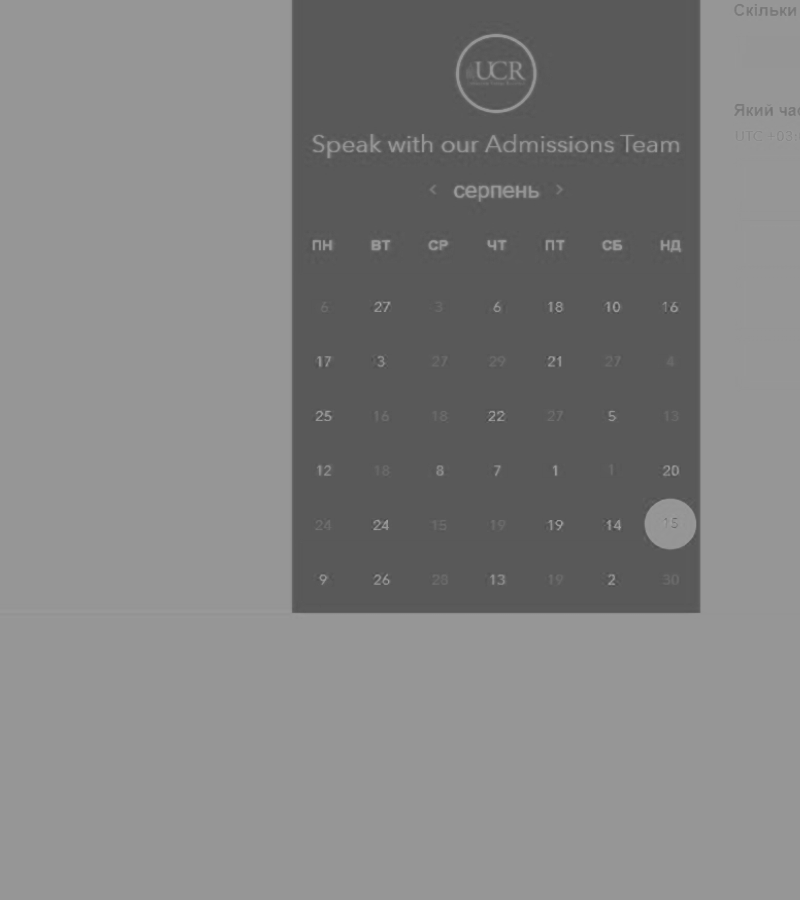 Скільки
UCR
Який час
UTC +03:
Speak with our Admissions Team
< серпень >
ПН ВТ СР ЧТ ПТ СБ НД
6 27 3 6 18 10 16
17 3 27 29 21 27 4
25 16 18 22 27 5 13
12 18 8 7 1 1 20
24 24 15 19 19 14 15
9 26 28 13 19 2 30